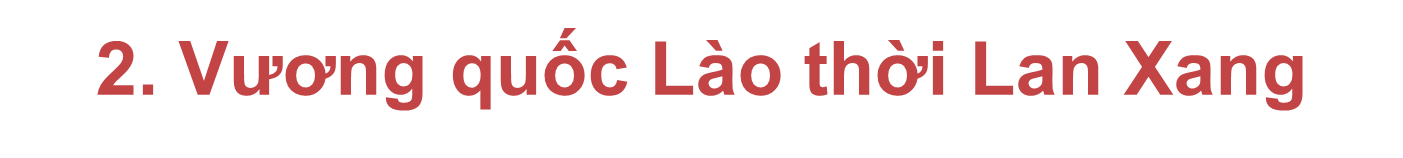 2. Vương quốc Lào thời Lan Xang